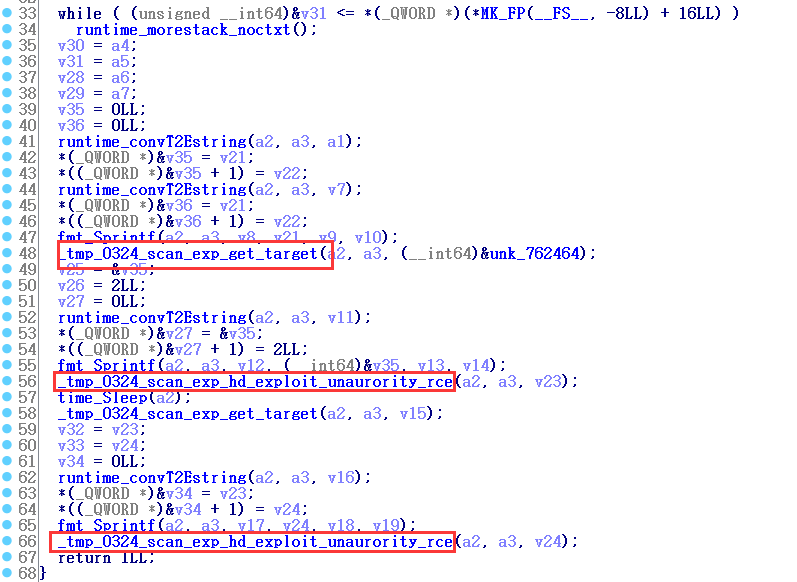 33 while ( (unsigned __int64)&v31 <= *(_QWORD *)(*MK_FP(__FS__, -8LL) + 16LL) )
34 runtime_morestack_noctxt();
35 v30 = a4;
36 v31 = a5;
37 v28 = a6;
38 v29 = a7;
39 v35 = 0LL;
40 v36 = 0LL;
41 runtime_convT2Estring(a2, a3, a1);
42 *(_QWORD *)&v35 = v21;
43 *((_QWORD *)&v35 + 1) = v22;
44 runtime_convT2Estring(a2, a3, v7);
45 *(_QWORD *)&v36 = v21;
46 *((_QWORD *)&v36 + 1) = v22;
47 fmt_Sprintf(a2, a3, v8, v21, v9, v10);
48 _tmp_0324_scan_exp_get_target(a2, a3, (__int64)&unk_762464);
49 v25 = &v35;
50 v26 = 2LL;
51 v27 = 0LL;
52 runtime_convT2Estring(a2, a3, v11);
53 *(_QWORD *)&v27 = &v35;
54 *((_QWORD *)&v27 + 1) = 2LL;
55 fmt_Sprintf(a2, a3, v12, (__int64)&v35, v13, v14);
56 _tmp_0324_scan_exp_hd_exploit_unaurority_rce(a2, a3, v23);
57 time_Sleep(a2);
58 _tmp_0324_scan_exp_get_target(a2, a3, v15);
59 v32 = v23;
60 v33 = v24;
61 v34 = 0LL;
62 runtime_convT2Estring(a2, a3, v16);
63 *(_QWORD *)&v34 = v23;
64 *((_QWORD *)&v34 + 1) = v24;
65 fmt_Sprintf(a2, a3, v17, v24, v18, v19);
66 _tmp_0324_scan_exp_hd_exploit_unaurority_rce(a2, a3, v24);
67 return 1LL;
68 }